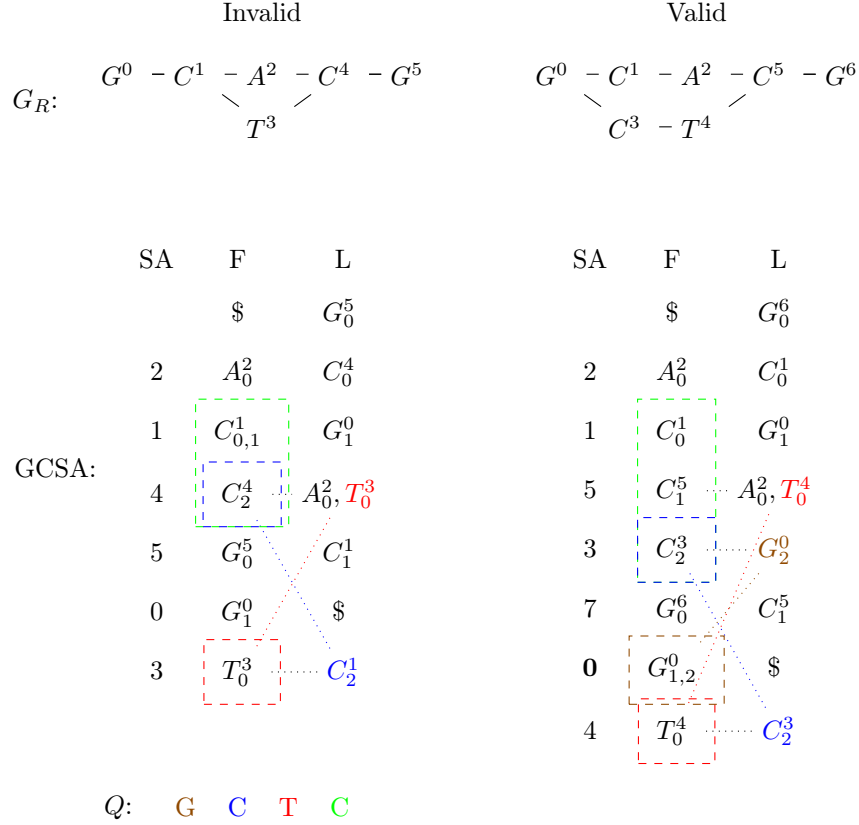 Invalid Valid
G_R: G^0 – C^1 – A^2 – C^4 – G^5 G^0 – C^1 – A^2 – C^5 – G^6
T^3 C^3 – T^4
SA F L SA F L
$ G^5_0 $ G^6_0
2 A^2_0 C^4_0 2 A^2_0 C^1_0
1 C^1_{0,1} G^0_1 1 C^1_0 G^0_1
GCSA: 4 C^4_2 A^2_0, T^3_0 5 C^5_1 A^2_0, T^4_0
5 G^5_0 C^1_1 3 C^3_2 G^0_2
0 G^0_1 $ 7 G^6_0 C^5_1
3 T^3_0 C^1_2 0 G^0_{1,2} $
4 T^4_0 C^3_2
Q: G C T C